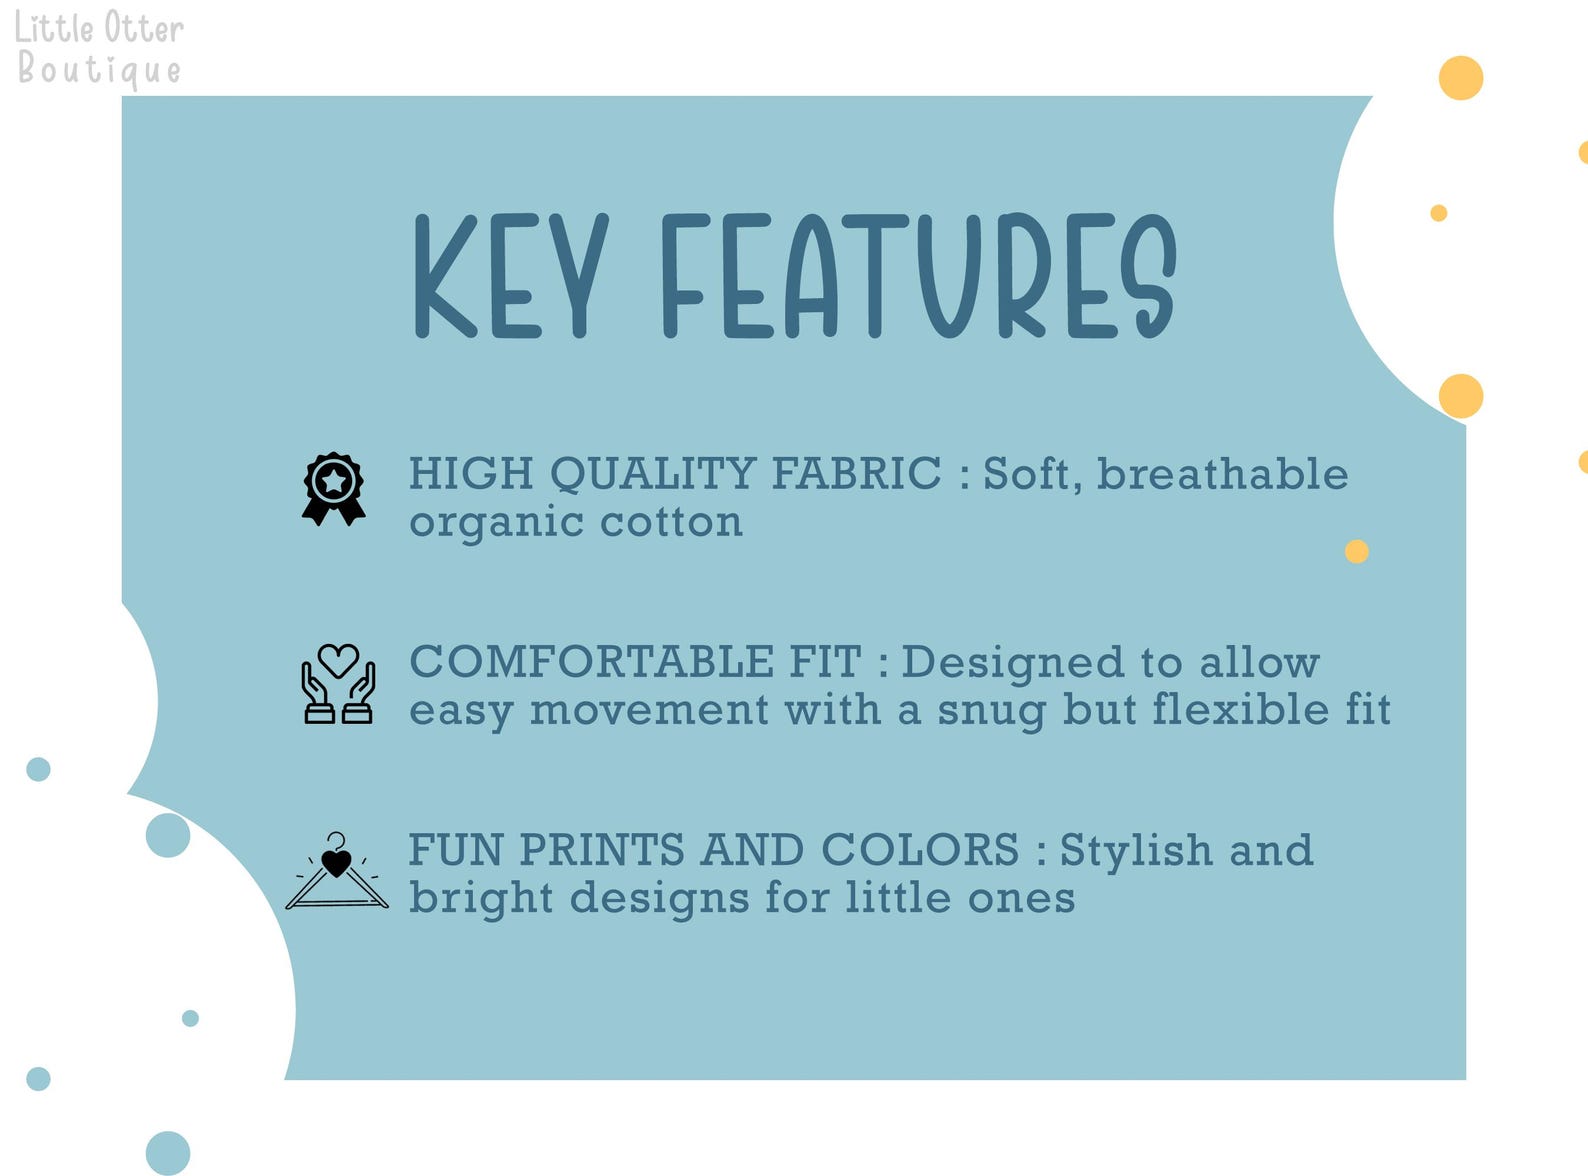 Little Otter
Boutique
KEY FEATURES
HIGH QUALITY FABRIC : Soft, breathable
organic cotton
COMFORTABLE FIT : Designed to allow
easy movement with a snug but flexible fit
FUN PRINTS AND COLORS : Stylish and
bright designs for little ones